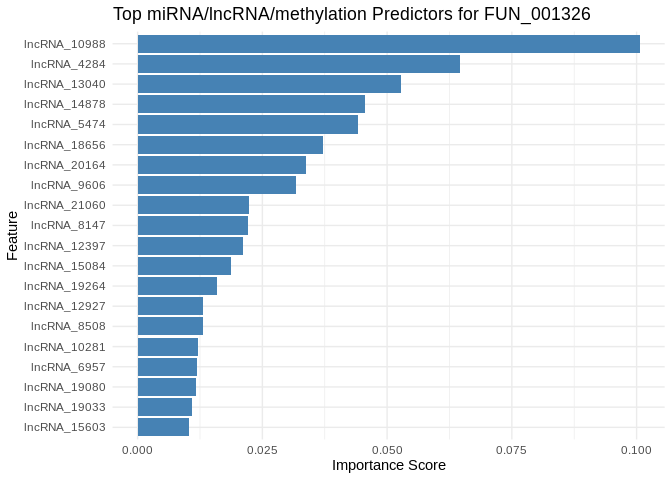 Top miRNA/lncRNA/methylation Predictors for FUN_001326
Feature
lncRNA_10988
lncRNA_4284
lncRNA_13040
lncRNA_14878
lncRNA_5474
lncRNA_18656
lncRNA_20164
lncRNA_9606
lncRNA_21060
lncRNA_8147
lncRNA_12397
lncRNA_15084
lncRNA_19264
lncRNA_12927
lncRNA_8508
lncRNA_10281
lncRNA_6957
lncRNA_19080
lncRNA_19033
lncRNA_15603
0.000 0.025 0.050 0.075 0.100
Importance Score